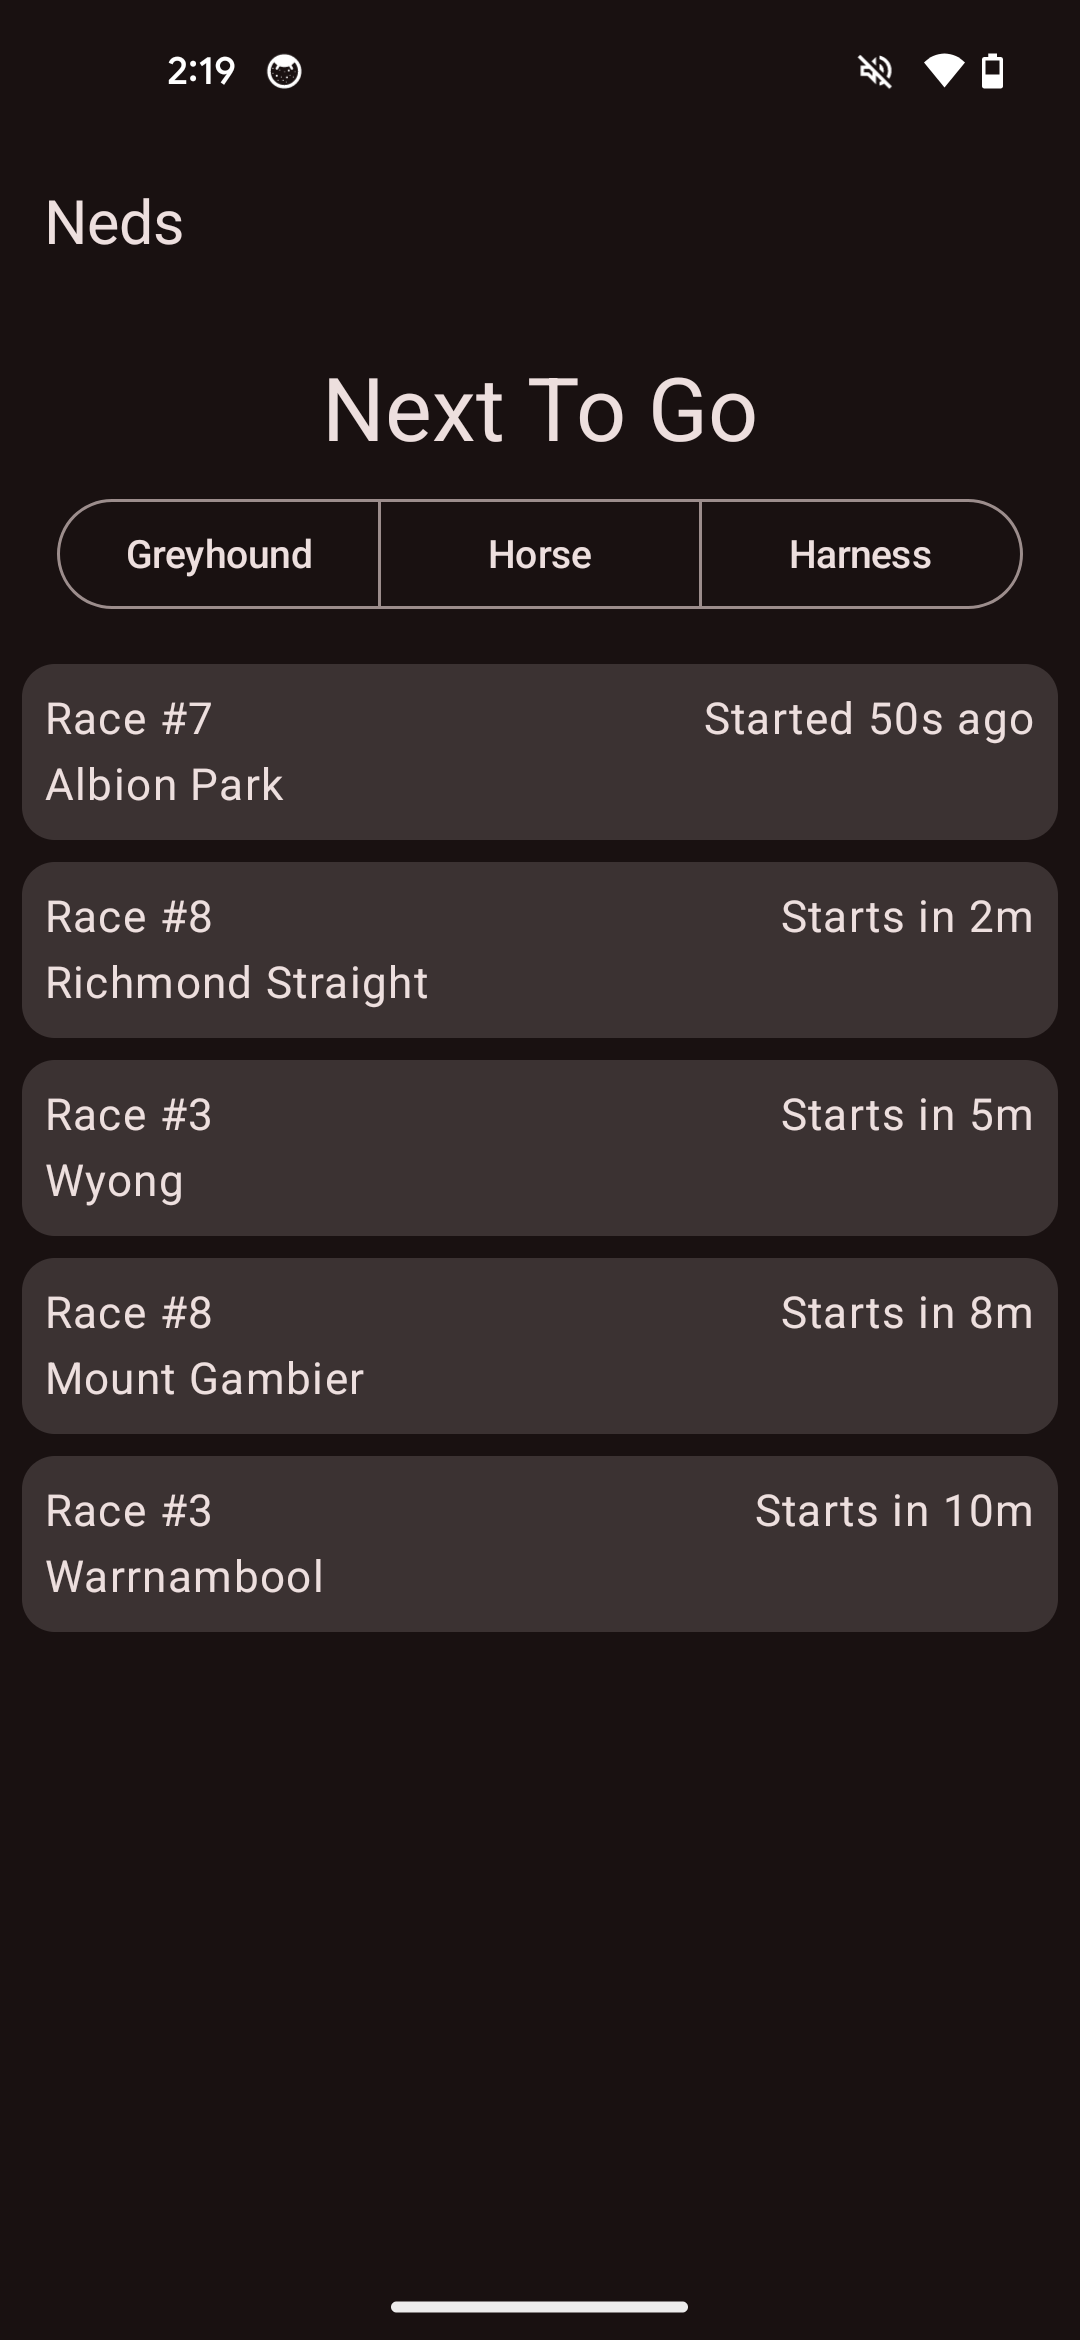 2:19
Neds
Next To Go
Greyhound Horse Harness
Race #7 Started 50s ago
Albion Park
Race #8 Starts in 2m
Richmond Straight
Race #3 Starts in 5m
Wyong
Race #8 Starts in 8m
Mount Gambier
Race #3 Starts in 10m
Warrnambool